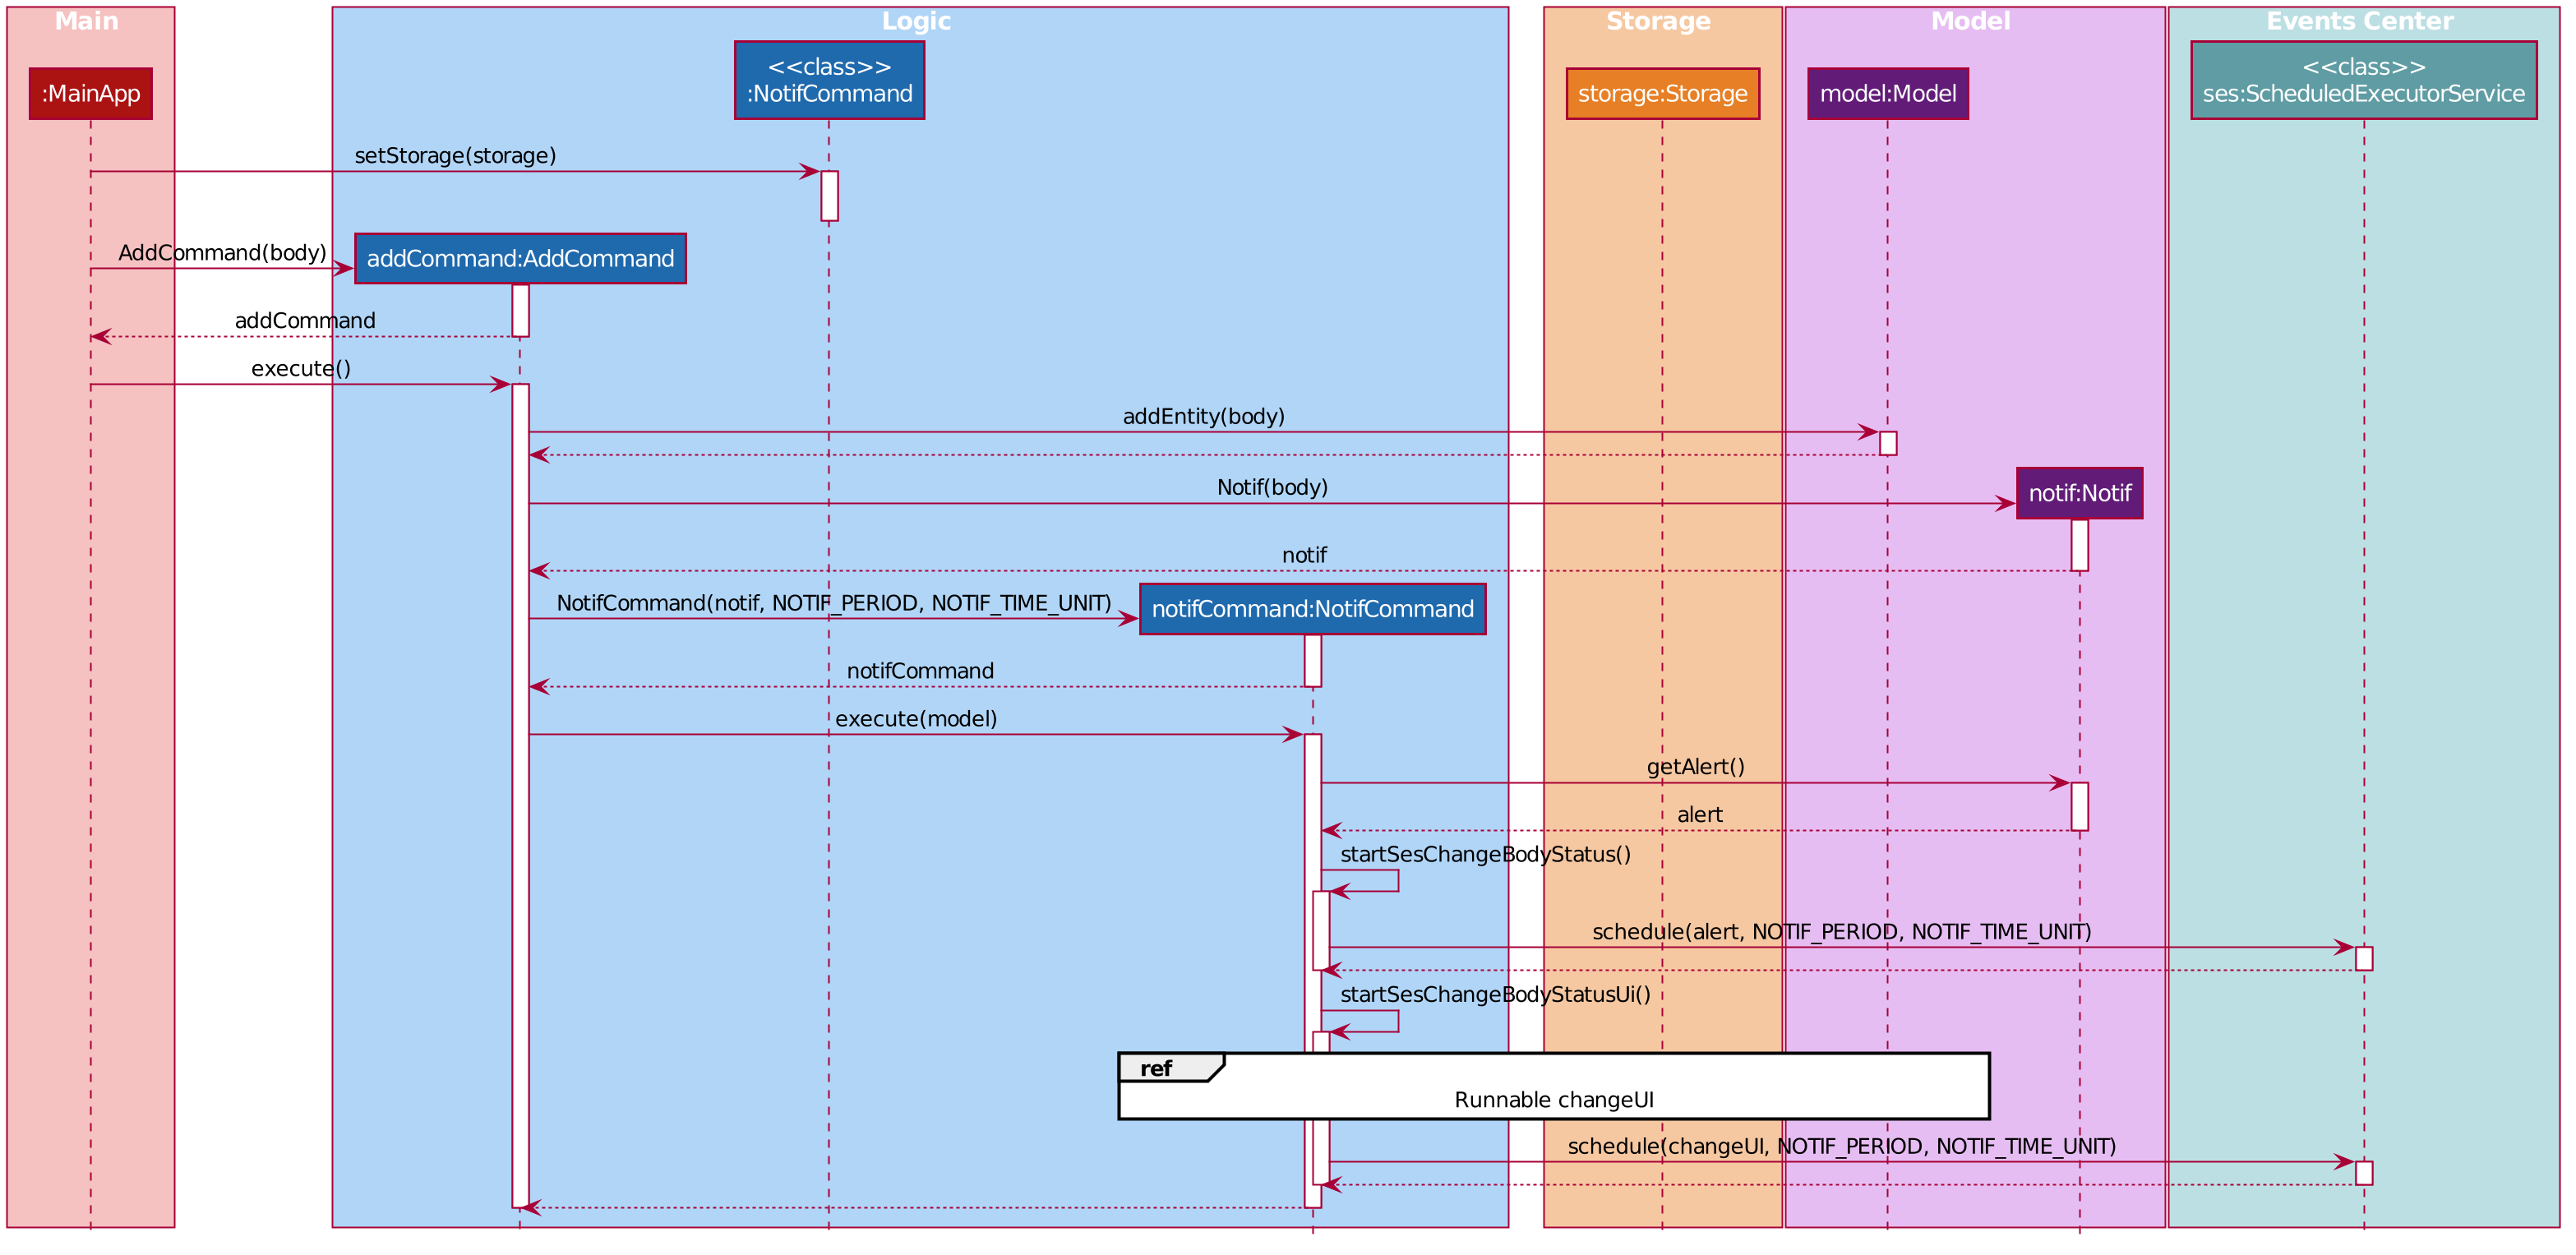 Main
Logic
Storage
Model
Events Center
:MainApp
<<class>>
:NotifCommand
storage:Storage
model:Model
<<class>>
ses:ScheduledExecutorService
setStorage(storage)
AddCommand(body)
addCommand:AddCommand
addCommand
execute()
addEntity(body)
Notif(body)
notif:Notif
notif
NotifCommand(notif, NOTIF_PERIOD, NOTIF_TIME_UNIT)
notifCommand:NotifCommand
notifCommand
execute(model)
getAlert()
alert
startSesChangeBodyStatus()
schedule(alert, NOTIF_PERIOD, NOTIF_TIME_UNIT)
startSesChangeBodyStatusUi()
ref
Runnable changeUI
schedule(changeUI, NOTIF_PERIOD, NOTIF_TIME_UNIT)